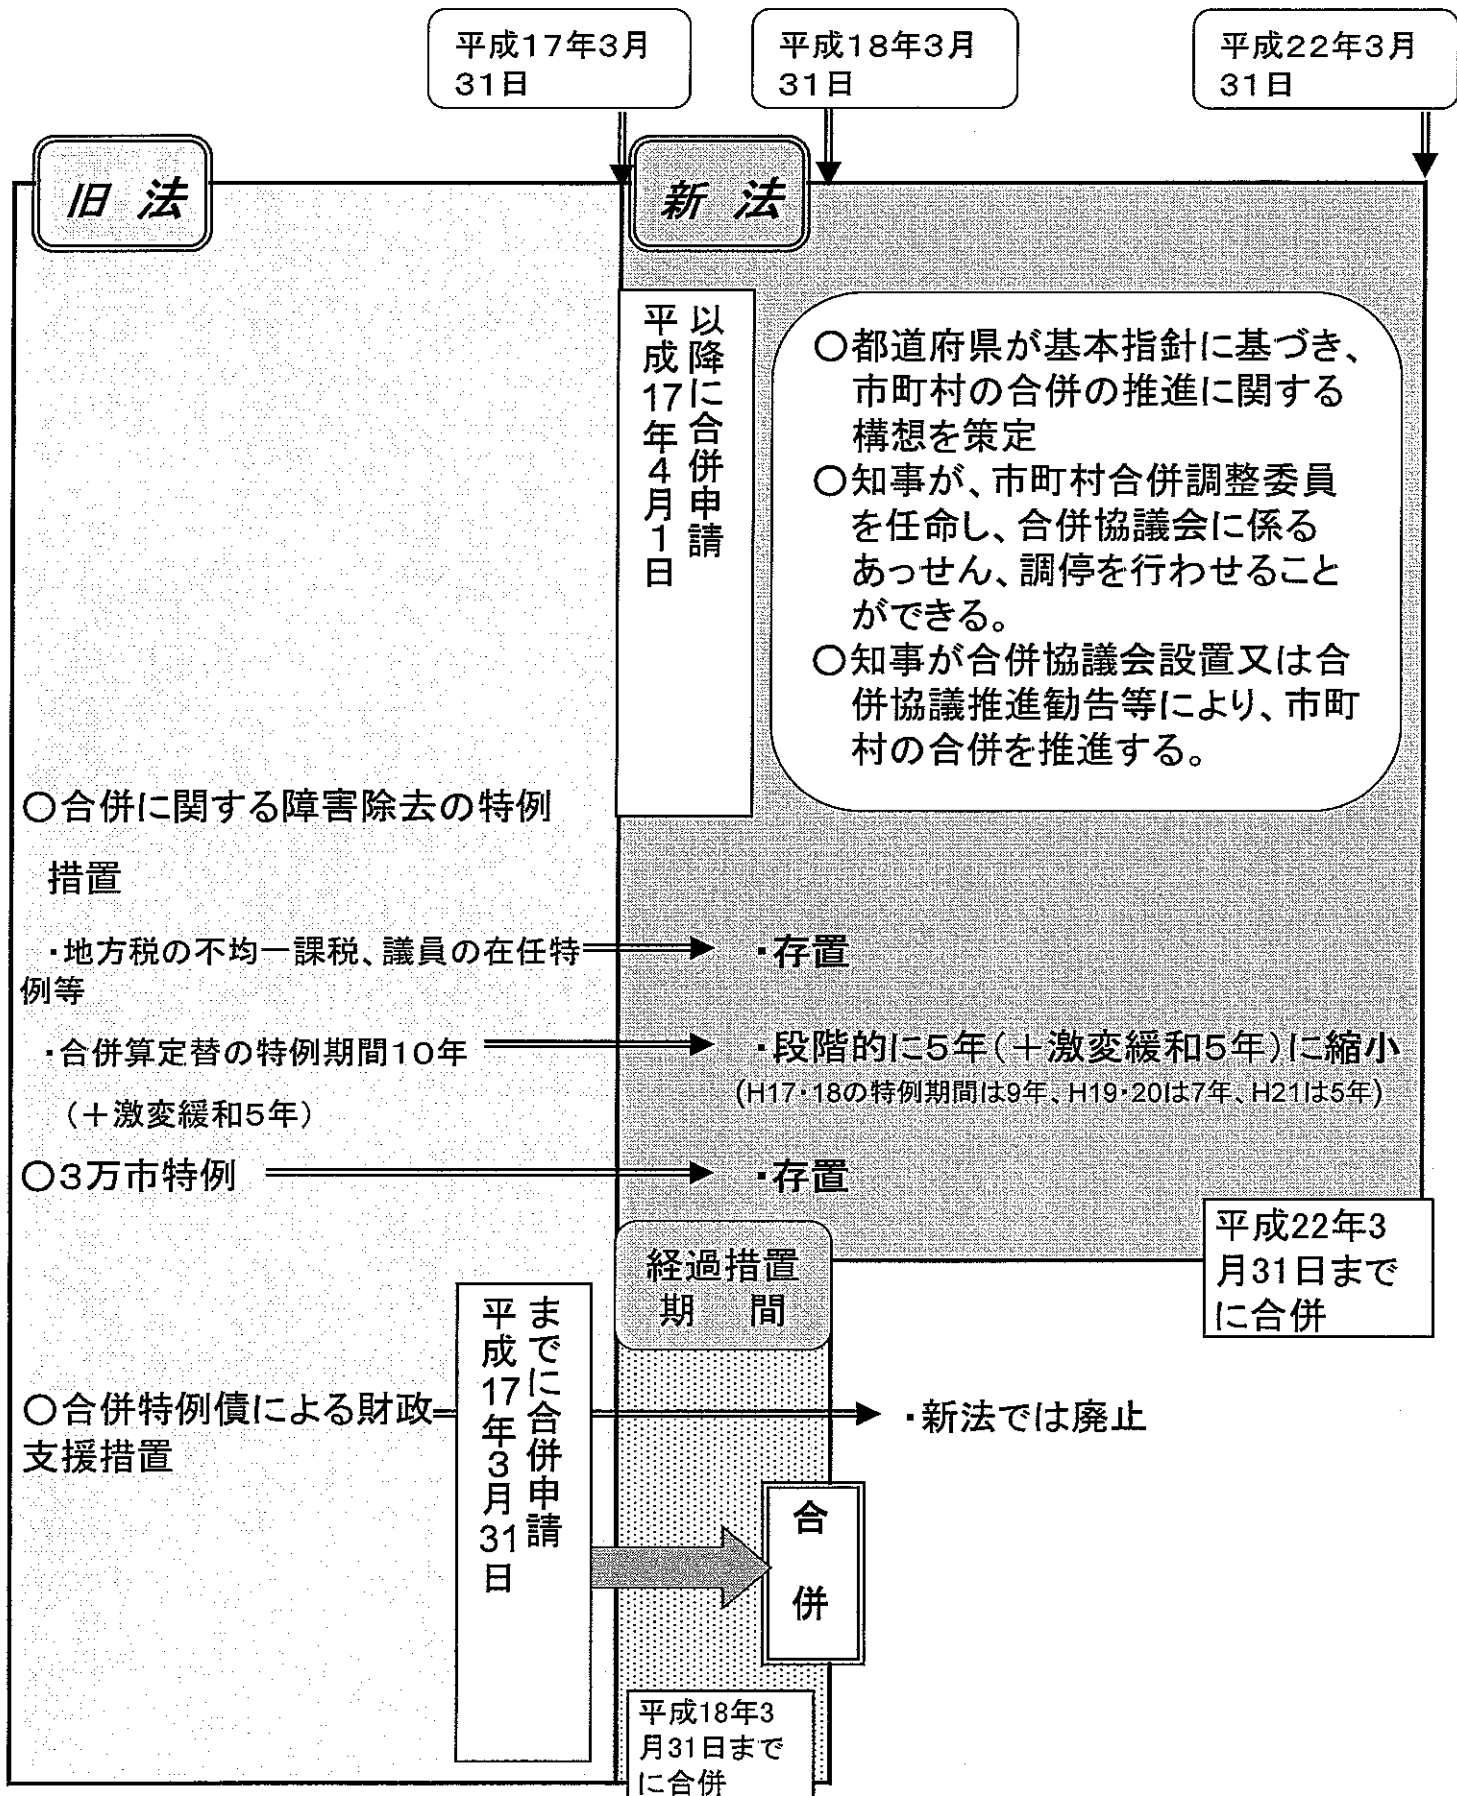 平成17年3月
31日
平成18年3月
31日
平成22年3月
31日
旧 法
新 法
平成17年4月1日
以降に合併申請
○都道府県が基本指針に基づき、
市町村の合併の推進に関する
構想を策定
○知事が、市町村合併調整委員
を任命し、合併協議会に係る
あっせん、調停を行わせること
ができる。
○知事が合併協議会設置又は合
併協議推進勧告等により、市町
村の合併を推進する。
○合併に関する障害除去の特例
措置
・地方税の不均一課税、議員の在任特
例等
・存置
・合併算定替の特例期間10年
(+激変緩和5年)
・段階的に5年(+激変緩和5年)に縮小
(H17・18の特例期間は9年、H19・20は7年、H21は5年)
○3万市特例
・存置
平成22年3
月31日まで
に合併
経過措置
期 間
平成17年3月31日
までに合併申請
○合併特例債による財政
支援措置
・新法では廃止
合
併
平成18年3
月31日まで
に合併